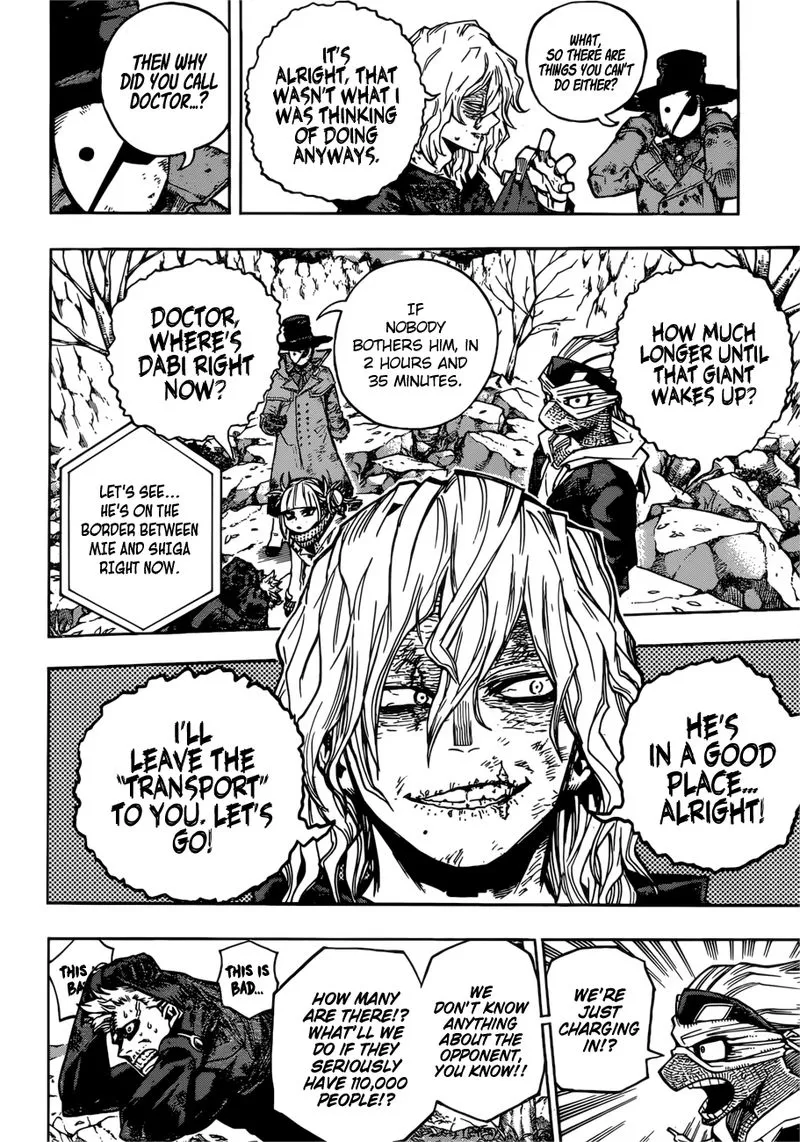 WHAT,
SO THERE ARE
THINGS YOU CAN'T
DO EITHER?
IT'S
ALRIGHT, THAT
WASN'T WHAT I
WAS THINKING
OF DOING
ANYWAYS.
THEN WHY
DID YOU CALL
DOCTOR...?
HOW MUCH
LONGER UNTIL
THAT GIANT
WAKES UP?
IF
NOBODY
BOTHERS HIM, IN
2 HOURS AND
35 MINUTES.
DOCTOR,
WHERE'S
DABI RIGHT
NOW?
LET'S SEE...
HE'S ON THE
BORDER BETWEEN
MIE AND SHIGA
RIGHT NOW.
HE'S
IN A GOOD
PLACE...
ALRIGHT!
I'LL
LEAVE THE
"TRANSPORT"
TO YOU. LET'S
GO!
WE'RE
JUST
CHARGING
IN!?
WE
DON'T KNOW
ANYTHING
ABOUT THE
OPPONENT,
YOU KNOW!!
HOW MANY
ARE THERE!?
WHAT'LL WE
DO IF THEY
SERIOUSLY
HAVE 110,000
PEOPLE!?
THIS IS
BAD...
THIS IS